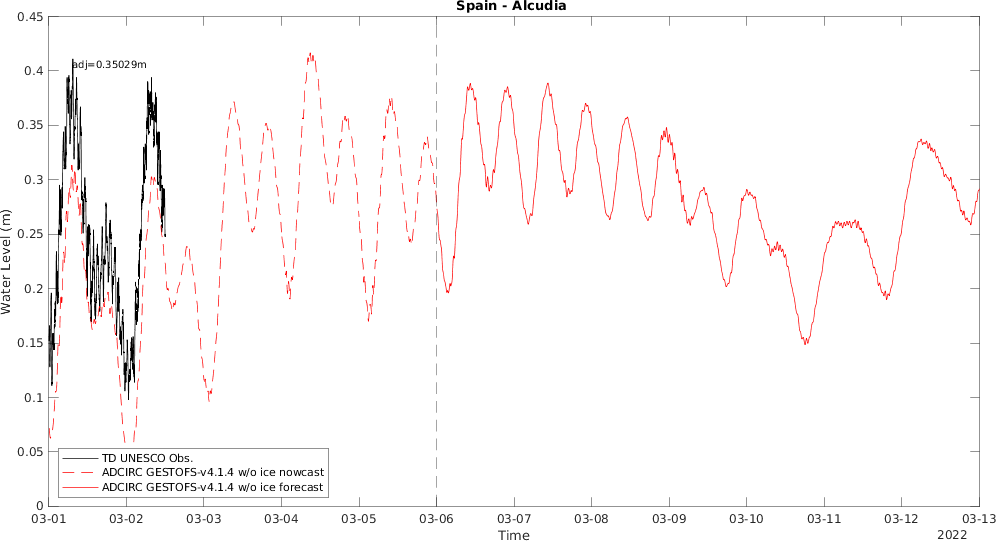 Spain - Alcudia
0.45
0.4
0.35
0.3
0.25
0.2
0.15
0.1
0.05
0
Water Level (m)
adj=0.35029m
TD UNESCO Obs.
ADCIRC GESTOFS-v4.1.4 w/o ice nowcast
ADCIRC GESTOFS-v4.1.4 w/o ice forecast
03-01 03-02 03-03 03-04 03-05 03-06 03-07 03-08 03-09 03-10 03-11 03-12 03-13
Time
2022